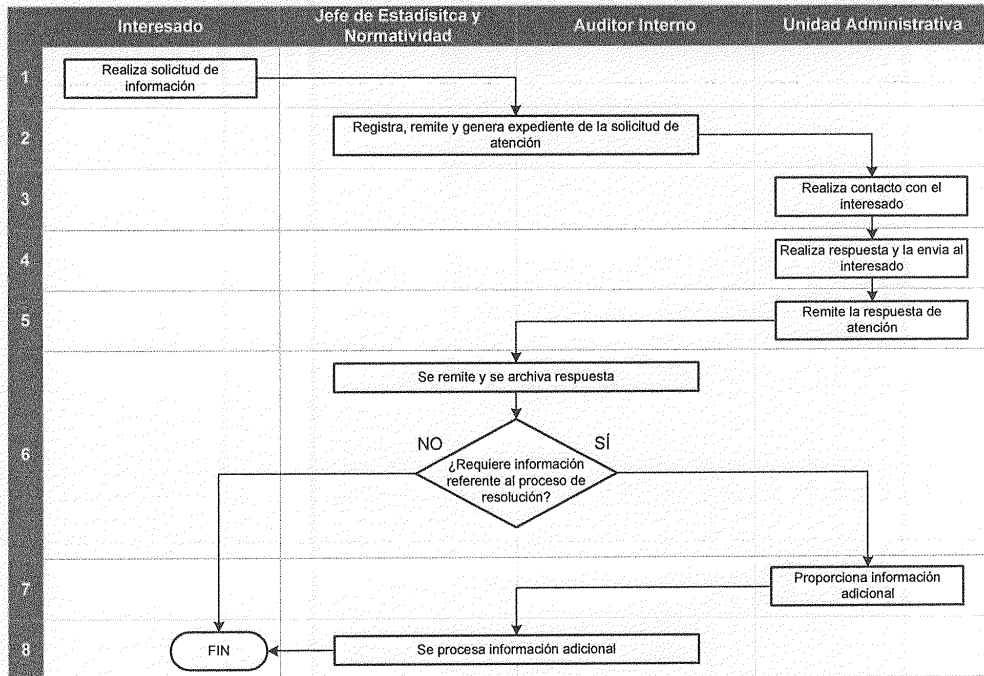 Interesado
Jefe de Estadísitca y
Normatividad
Auditor Interno
Unidad Administrativa
1
Realiza solicitud de
información
2
Registra, remite y genera expediente de la solicitud de
atención
3
Realiza contacto con el
interesado
4
Realiza respuesta y la envia al
interesado
5
Remite la respuesta de
atención
Se remite y se archiva respuesta
6
NO
SÍ
¿Requiere información
referente al proceso de
resolución?
7
Proporciona información
adicional
8
FIN
Se procesa información adicional